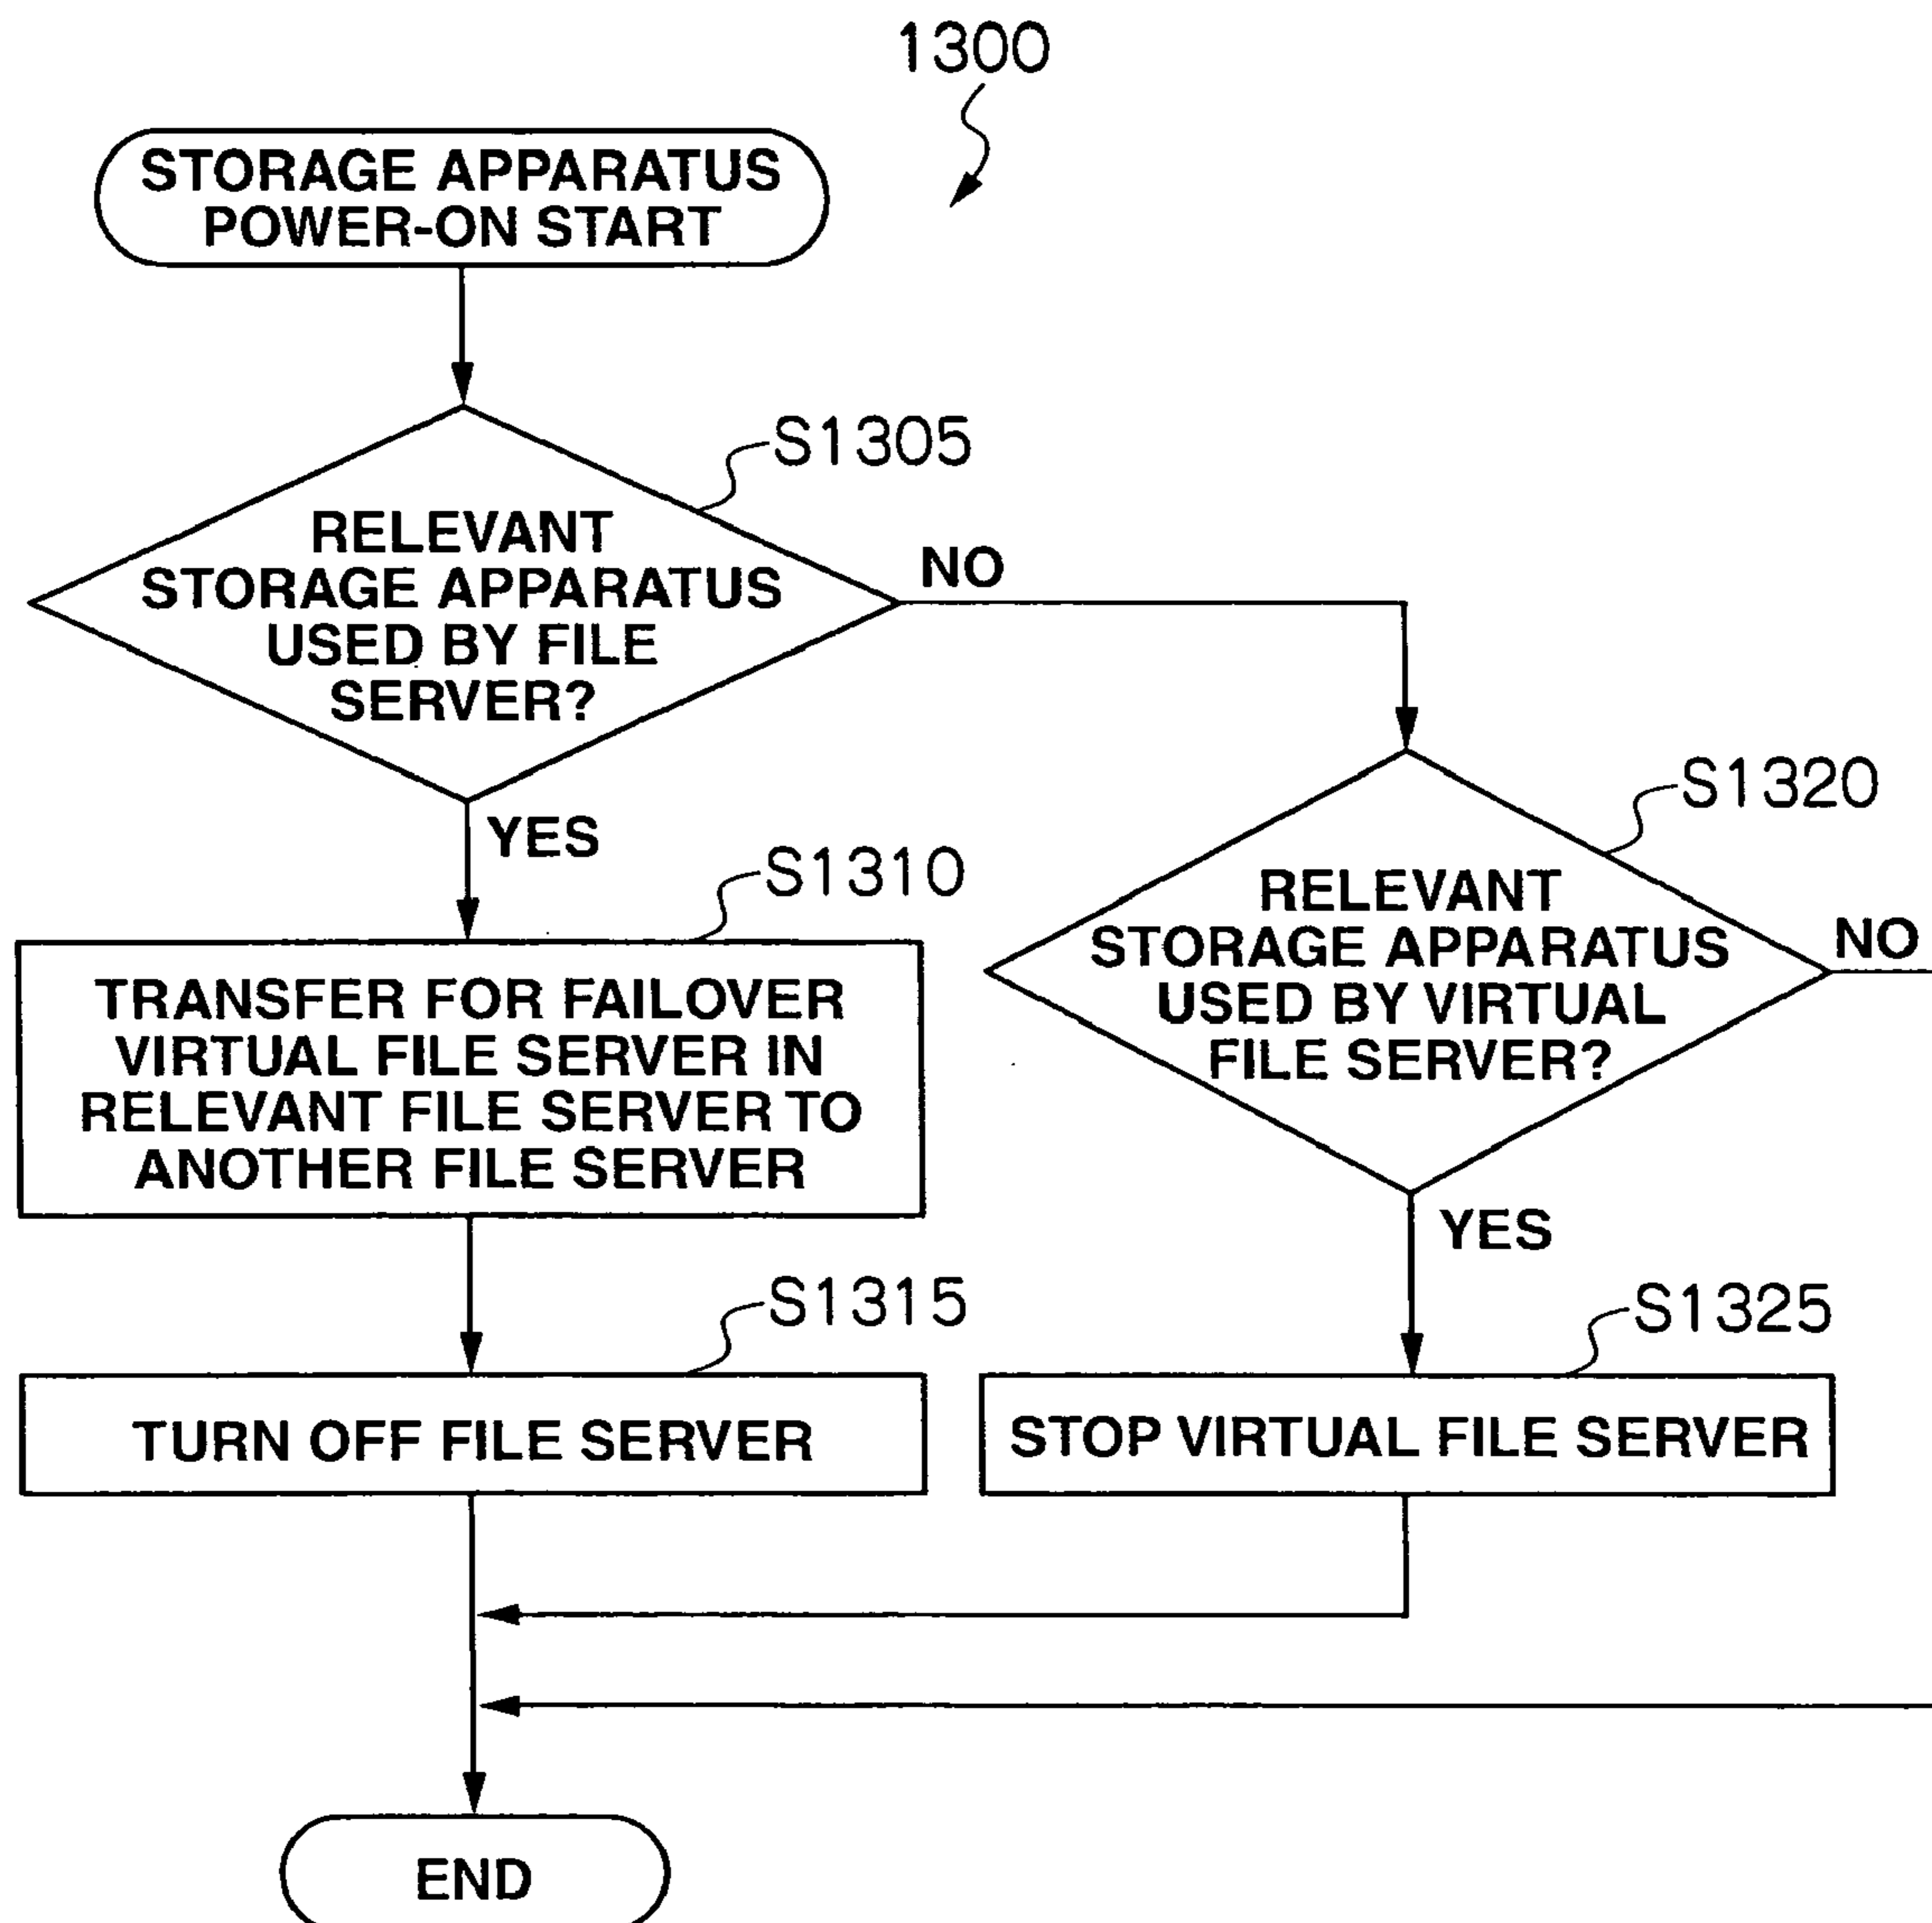 1300
STORAGE APPARATUS
POWER-ON START
S1305
RELEVANT
STORAGE APPARATUS
USED BY FILE
SERVER?
NO
YES
S1310
TRANSFER FOR FAILOVER
VIRTUAL FILE SERVER IN
RELEVANT FILE SERVER TO
ANOTHER FILE SERVER
S1315
TURN OFF FILE SERVER
S1320
RELEVANT
STORAGE APPARATUS
USED BY VIRTUAL
FILE SERVER?
NO
YES
S1325
STOP VIRTUAL FILE SERVER
END